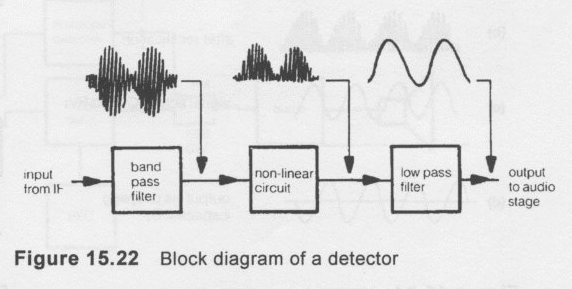 input
from IF
band
pass
filter
non-linear
circuit
low pass
filter
output
to audio
stage
Figure 15.22 Block diagram of a detector